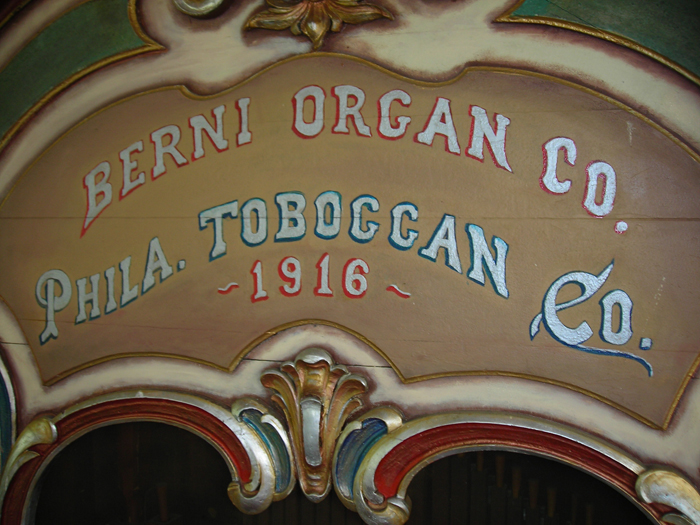 BERNI ORGAN CO.
PHILA. TOBOGGAN Co.
~1916~